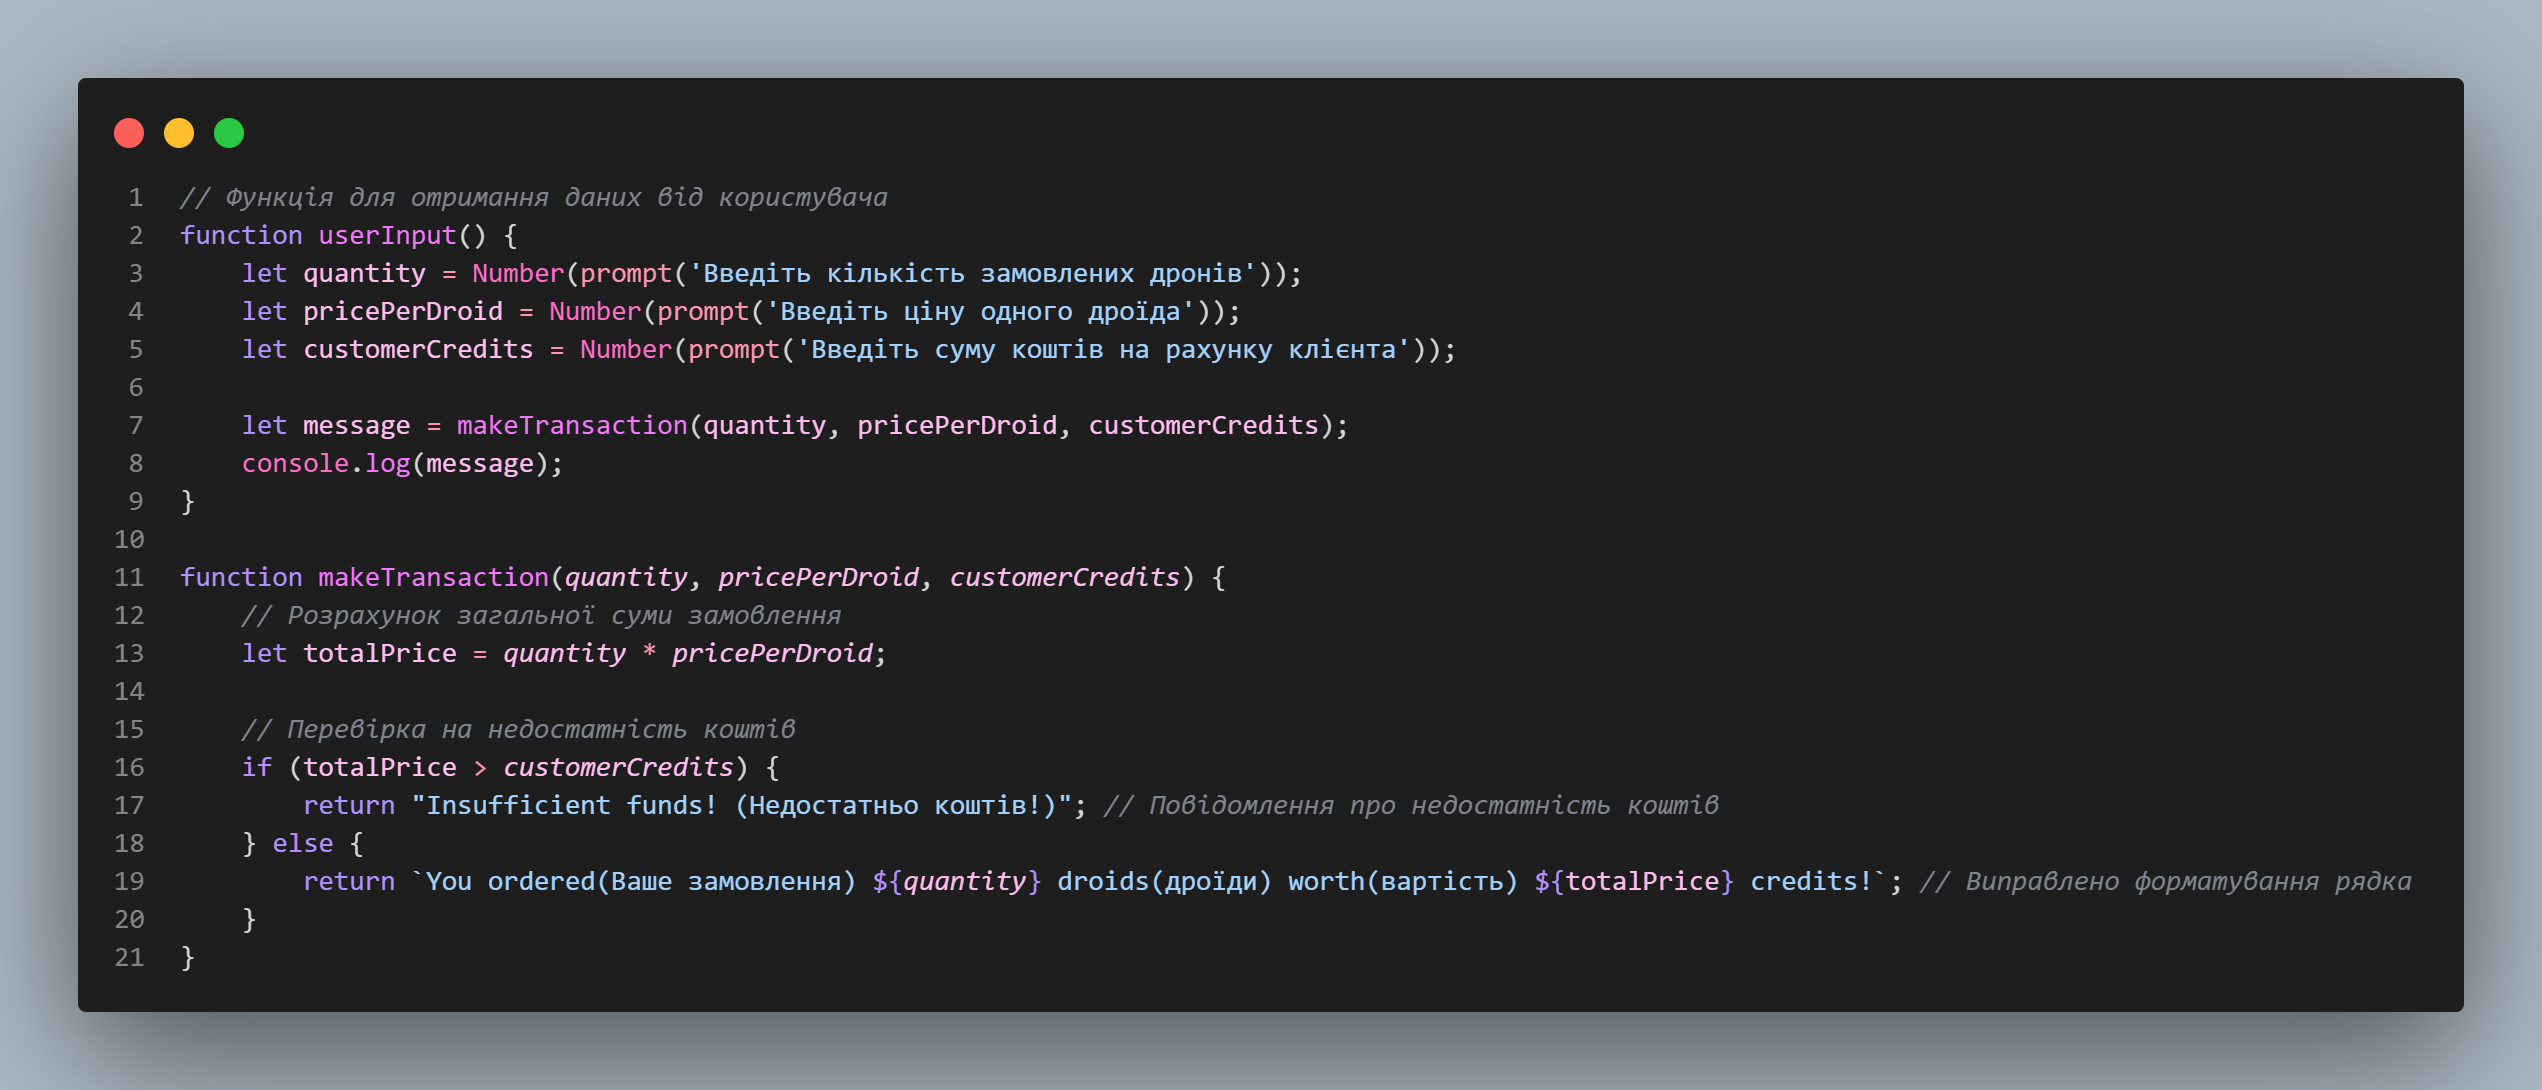 1 // Функція для отримання даних від користувача
2 function userInput() {
3     let quantity = Number(prompt('Введіть кількість замовлених дронів'));
4     let pricePerDroid = Number(prompt('Введіть ціну одного дроїда'));
5     let customerCredits = Number(prompt('Введіть суму коштів на рахунку клієнта'));
6
7     let message = makeTransaction(quantity, pricePerDroid, customerCredits);
8     console.log(message);
9 }
10
11 function makeTransaction(quantity, pricePerDroid, customerCredits) {
12     // Розрахунок загальної суми замовлення
13     let totalPrice = quantity * pricePerDroid;
14
15     // Перевірка на недостатність коштів
16     if (totalPrice > customerCredits) {
17         return "Insufficient funds! (Недостатньо коштів!)"; // Повідомлення про недостатність коштів
18     } else {
19         return `You ordered(Ваше замовлення) ${quantity} droids(дроїди) worth(вартість) ${totalPrice} credits!`; // Виправлено форматування рядка
20     }
21 }